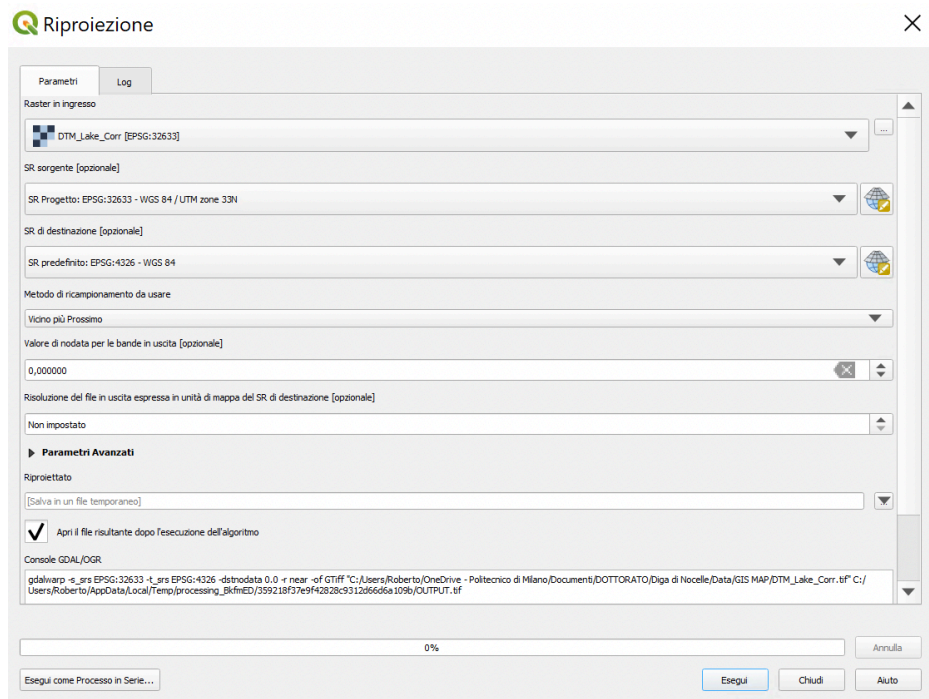 Riproiezione
Parametri
Log
Raster in ingresso
DTM_Lake_Corr [EPSG:32633]
...
SR sorgente [opzionale]
SR Progetto: EPSG:32633 - WGS 84 / UTM zone 33N
SR di destinazione [opzionale]
SR predefinito: EPSG:4326 - WGS 84
Metodo di ricampionamento da usare
Vicino più Prossimo
Valore di nodata per le bande in uscita [opzionale]
0,000000
Risoluzione del file in uscita espressa in unità di mappa del SR di destinazione [opzionale]
Non impostato
Parametri Avanzati
Riproiettato
[Salva in un file temporaneo]
Apri il file risultante dopo l'esecuzione dell'algoritmo
Console GDAL/OGR
gdalwarp -s_srs EPSG:32633 -t_srs EPSG:4326 -dstnodata 0.0 -r near -of GTiff "C:/Users/Roberto/OneDrive - Politecnico di Milano/Documenti/DOTTORATO/Diga di Nocelle/Data/GIS MAP/DTM_Lake_Corr.tif" C:/
Users/Roberto/AppData/Local/Temp/processing_BkfmED/359218f37e9f42828c9312d66d6a109b/OUTPUT.tif
0%
Annulla
Esegui come Processo in Serie...
Esegui
Chiudi
Aiuto